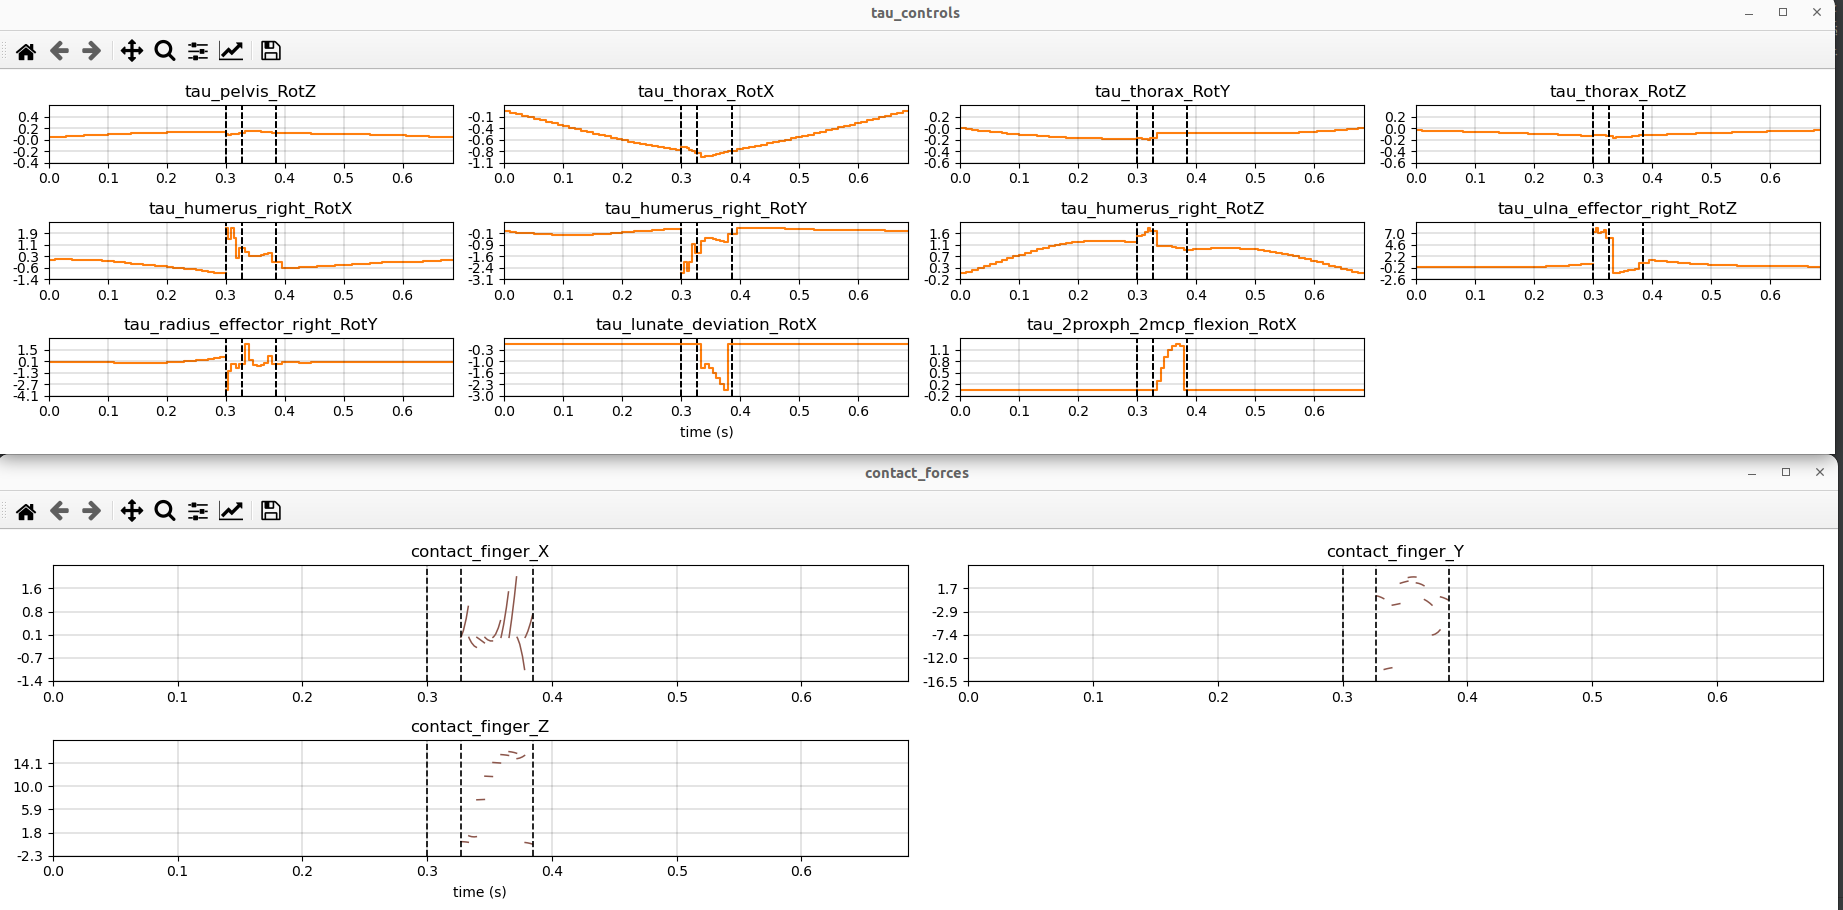 tau_controls
tau_pelvis_RotZ
0.4
0.2
-0.0
-0.2
-0.4
0.0 0.1 0.2 0.3 0.4 0.5 0.6
tau_thorax_RotX
-0.1
-0.4
-0.6
-0.8
-1.1
0.0 0.1 0.2 0.3 0.4 0.5 0.6
tau_thorax_RotY
0.2
-0.0
-0.2
-0.4
-0.6
0.0 0.1 0.2 0.3 0.4 0.5 0.6
tau_thorax_RotZ
0.2
0.0
-0.2
-0.4
-0.6
0.0 0.1 0.2 0.3 0.4 0.5 0.6
tau_humerus_right_RotX
1.9
1.1
0.3
-0.6
-1.4
0.0 0.1 0.2 0.3 0.4 0.5 0.6
tau_humerus_right_RotY
-0.1
-0.9
-1.6
-2.4
-3.1
0.0 0.1 0.2 0.3 0.4 0.5 0.6
tau_humerus_right_RotZ
1.6
1.1
0.7
0.3
-0.2
0.0 0.1 0.2 0.3 0.4 0.5 0.6
tau_ulna_effector_right_RotZ
7.0
4.6
2.2
-0.2
-2.6
0.0 0.1 0.2 0.3 0.4 0.5 0.6
tau_radius_effector_right_RotY
1.5
0.1
-1.3
-2.7
-4.1
0.0 0.1 0.2 0.3 0.4 0.5 0.6
tau_lunate_deviation_RotX
-0.3
-1.0
-1.6
-2.3
-3.0
0.0 0.1 0.2 0.3 0.4 0.5 0.6
time (s)
tau_2proxph_2mcp_flexion_RotX
1.1
0.8
0.5
0.2
-0.2
0.0 0.1 0.2 0.3 0.4 0.5 0.6
contact_forces
contact_finger_X
1.6
0.8
0.1
-0.7
-1.4
0.0 0.1 0.2 0.3 0.4 0.5 0.6
contact_finger_Y
1.7
-2.9
-7.4
-12.0
-16.5
0.0 0.1 0.2 0.3 0.4 0.5 0.6
contact_finger_Z
14.1
10.0
5.9
1.8
-2.3
0.0 0.1 0.2 0.3 0.4 0.5 0.6
time (s)